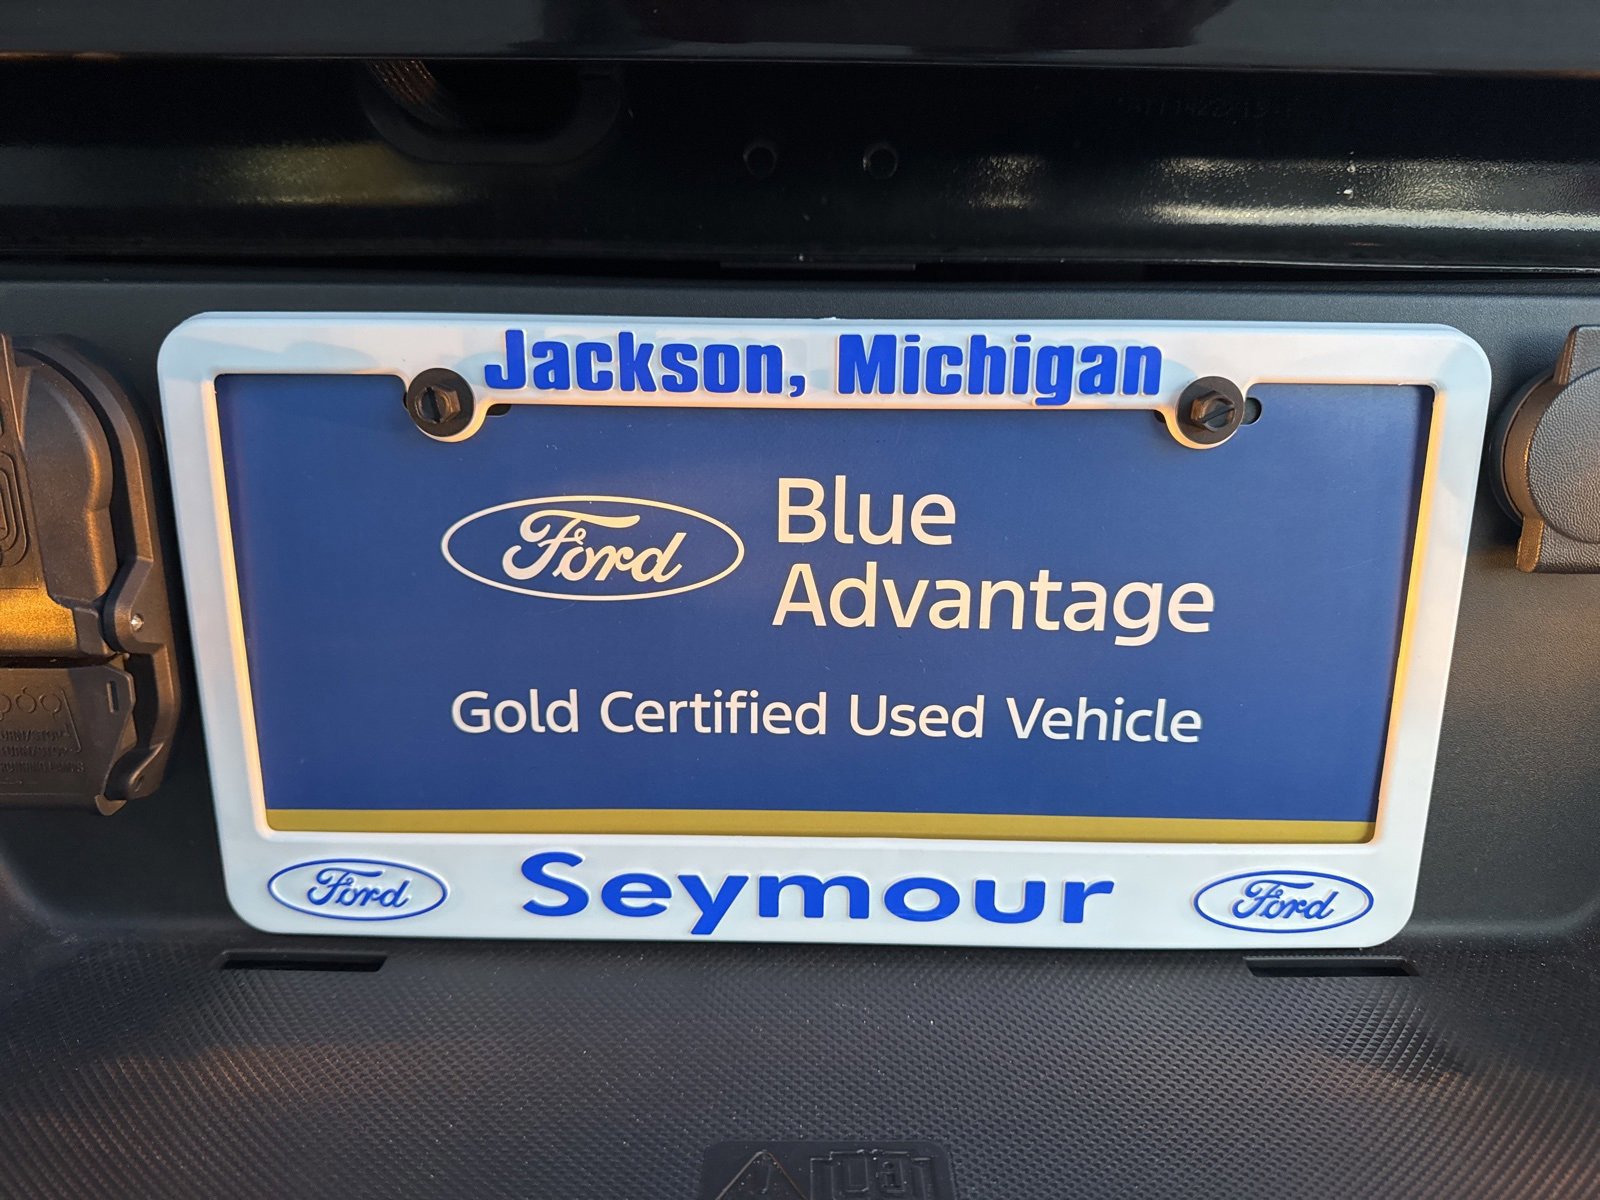 Jackson, Michigan
Ford
Blue
Advantage
Gold Certified Used Vehicle
Ford Seymour Ford